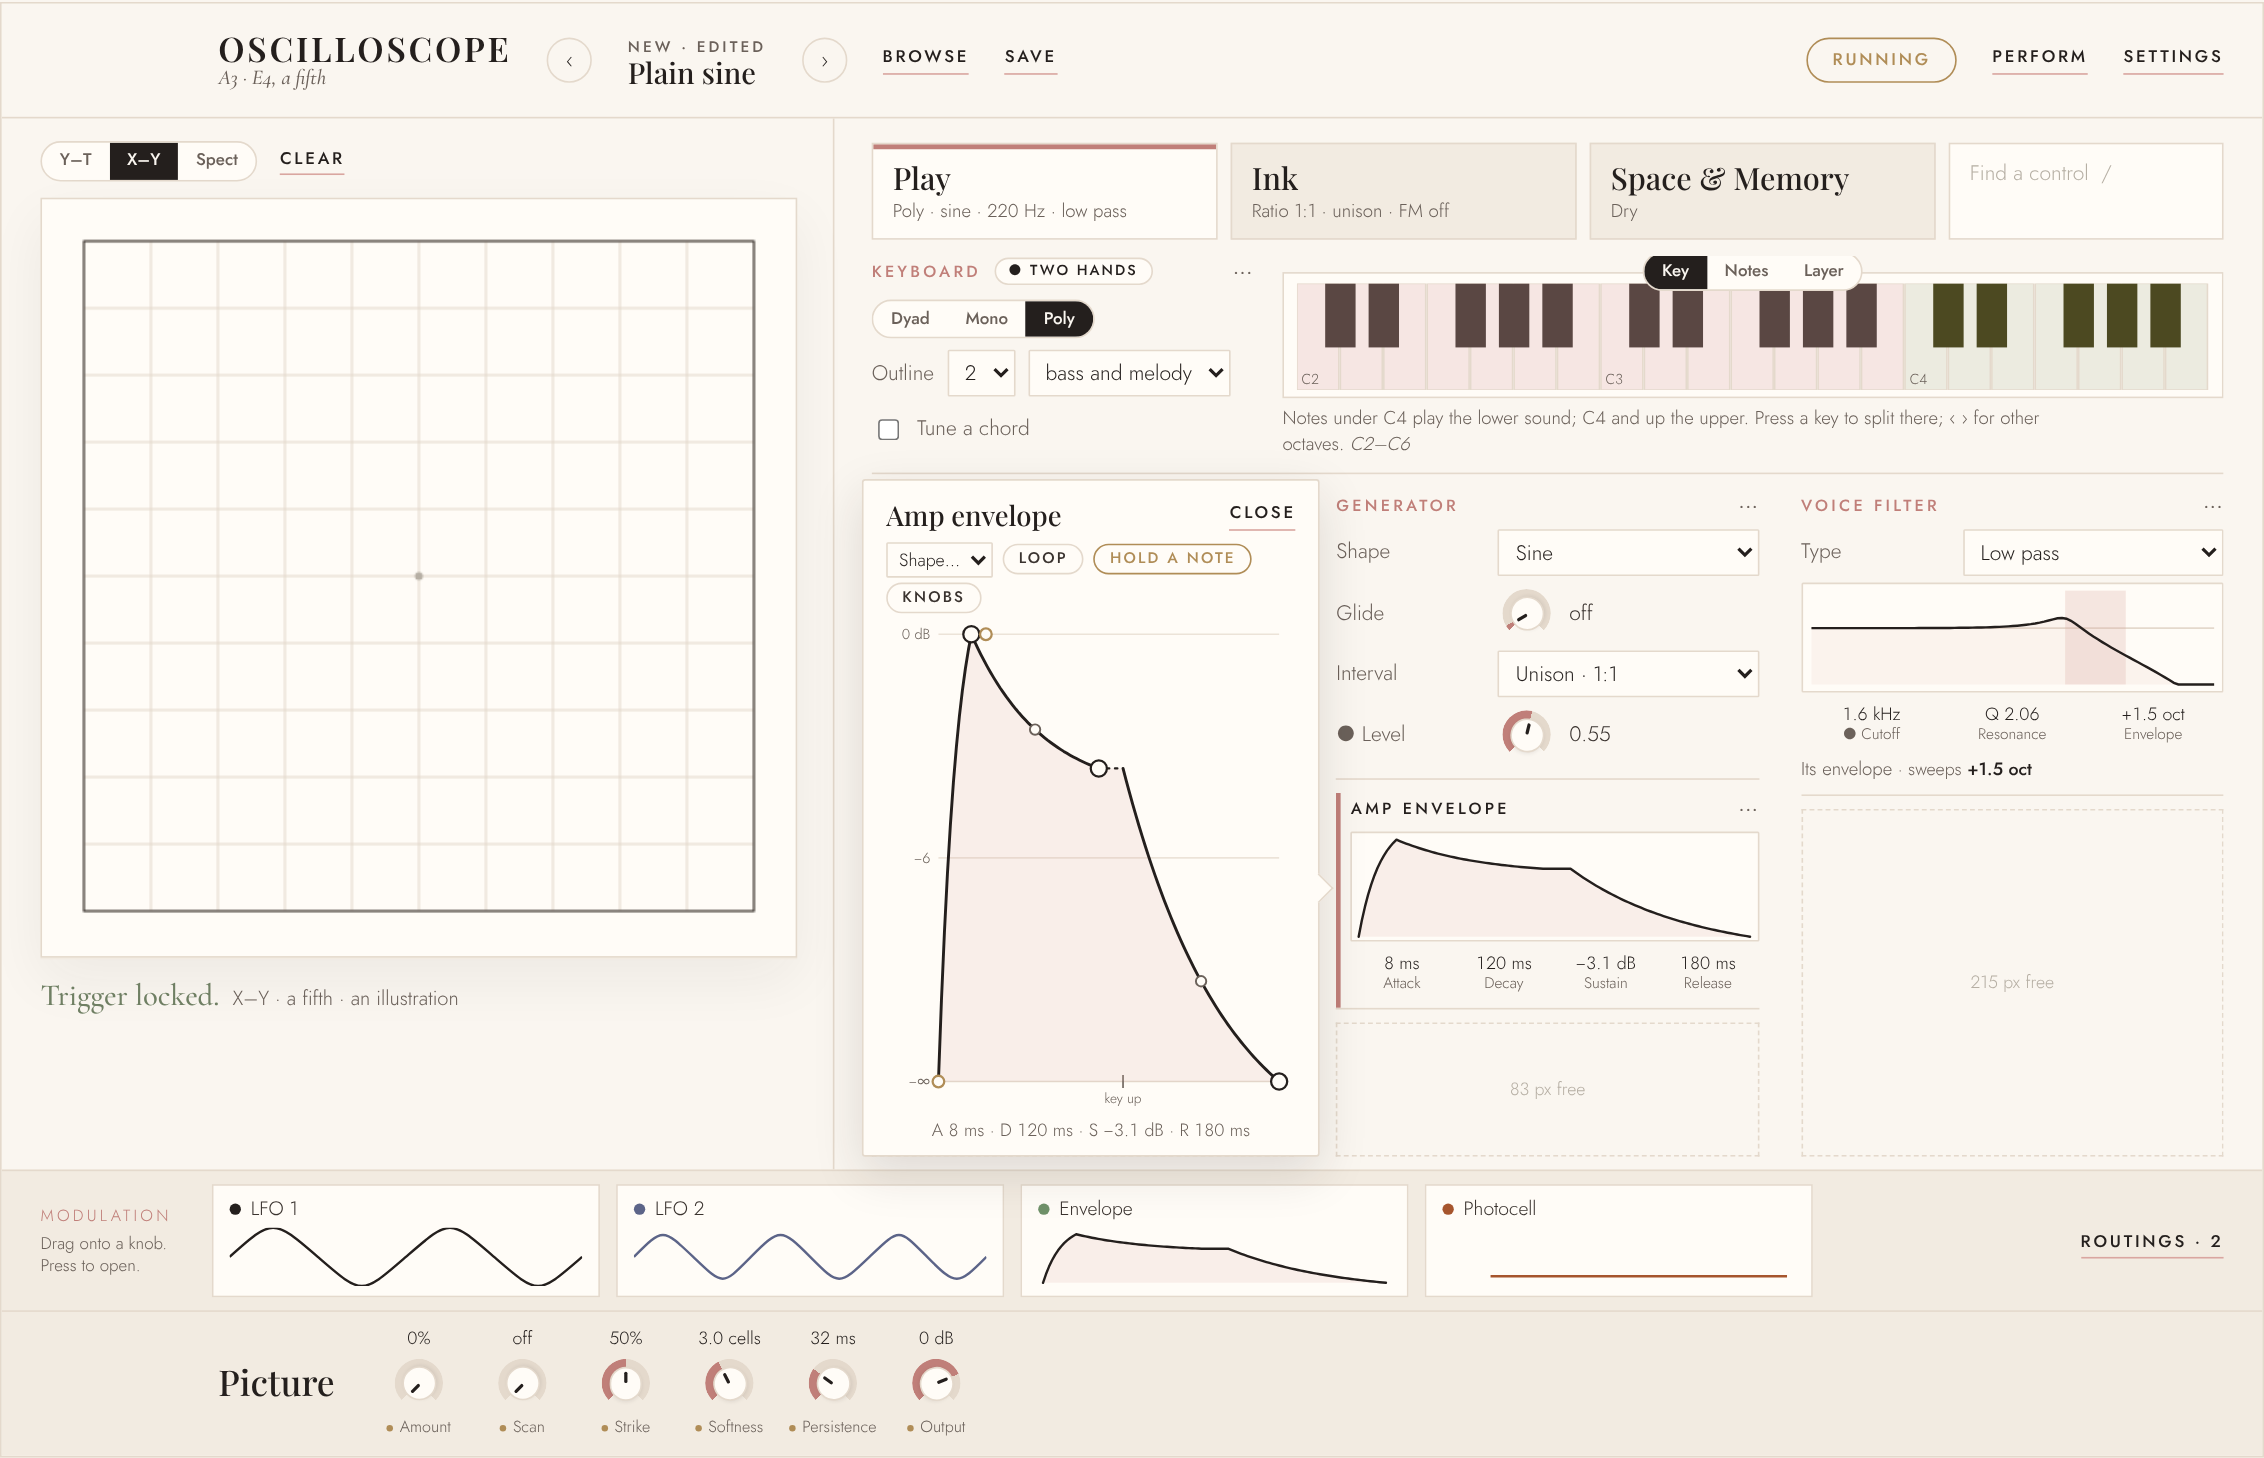 OSCILLOSCOPE
A3 · E4, a fifth
‹
NEW · EDITED
Plain sine
›
BROWSE
SAVE
RUNNING
PERFORM
SETTINGS
Y–T
X–Y
Spect
CLEAR
Trigger locked. X–Y · a fifth · an illustration
Play
Poly · sine · 220 Hz · low pass
Ink
Ratio 1:1 · unison · FM off
Space & Memory
Dry
Find a control /
KEYBOARD
TWO HANDS
...
Dyad
Mono
Poly
Outline
2
bass and melody
Tune a chord
Key
Notes
Layer
C2
C3
C4
Notes under C4 play the lower sound; C4 and up the upper. Press a key to split there; ‹ › for other
octaves. C2–C6
Amp envelope
CLOSE
Shape...
LOOP
HOLD A NOTE
KNOBS
0 dB
−6
−∞
key up
A 8 ms · D 120 ms · S −3.1 dB · R 180 ms
GENERATOR
...
Shape
Sine
Glide
off
Interval
Unison · 1:1
Level
0.55
AMP ENVELOPE
...
8 ms
120 ms
−3.1 dB
180 ms
Attack
Decay
Sustain
Release
83 px free
VOICE FILTER
...
Type
Low pass
1.6 kHz
Q 2.06
+1.5 oct
Cutoff
Resonance
Envelope
Its envelope · sweeps +1.5 oct
215 px free
MODULATION
Drag onto a knob.
Press to open.
LFO 1
LFO 2
Envelope
Photocell
ROUTINGS · 2
Picture
0%
off
50%
3.0 cells
32 ms
0 dB
Amount
Scan
Strike
Softness
Persistence
Output